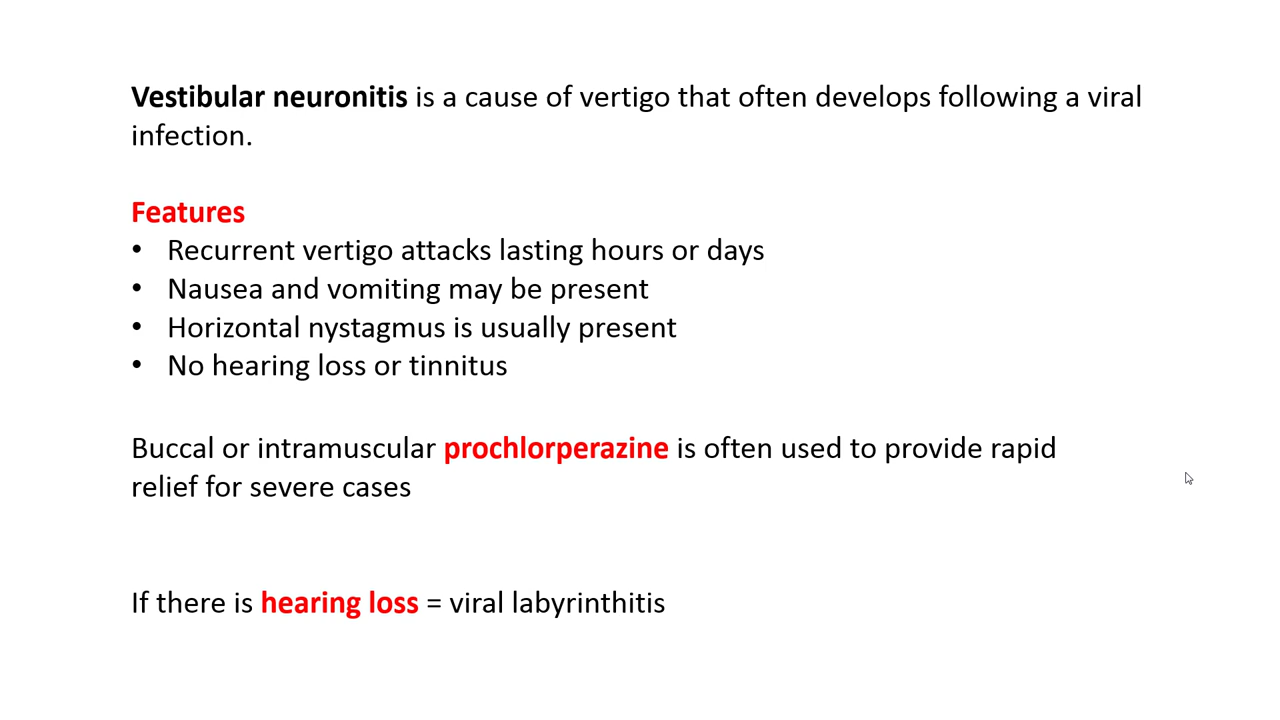 Vestibular neuronitis is a cause of vertigo that often develops following a viral
infection.
Features
• Recurrent vertigo attacks lasting hours or days
• Nausea and vomiting may be present
• Horizontal nystagmus is usually present
• No hearing loss or tinnitus
Buccal or intramuscular prochlorperazine is often used to provide rapid
relief for severe cases
If there is hearing loss = viral labyrinthitis